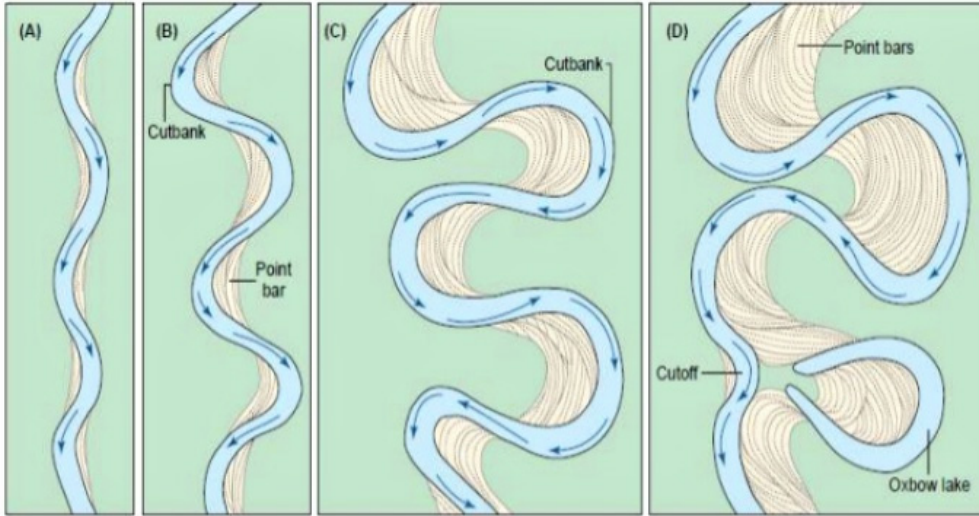 (A)
(B)
Cutbank
Point
bar
(C)
Cutbank
(D)
Point bars
Cutoff
Oxbow lake